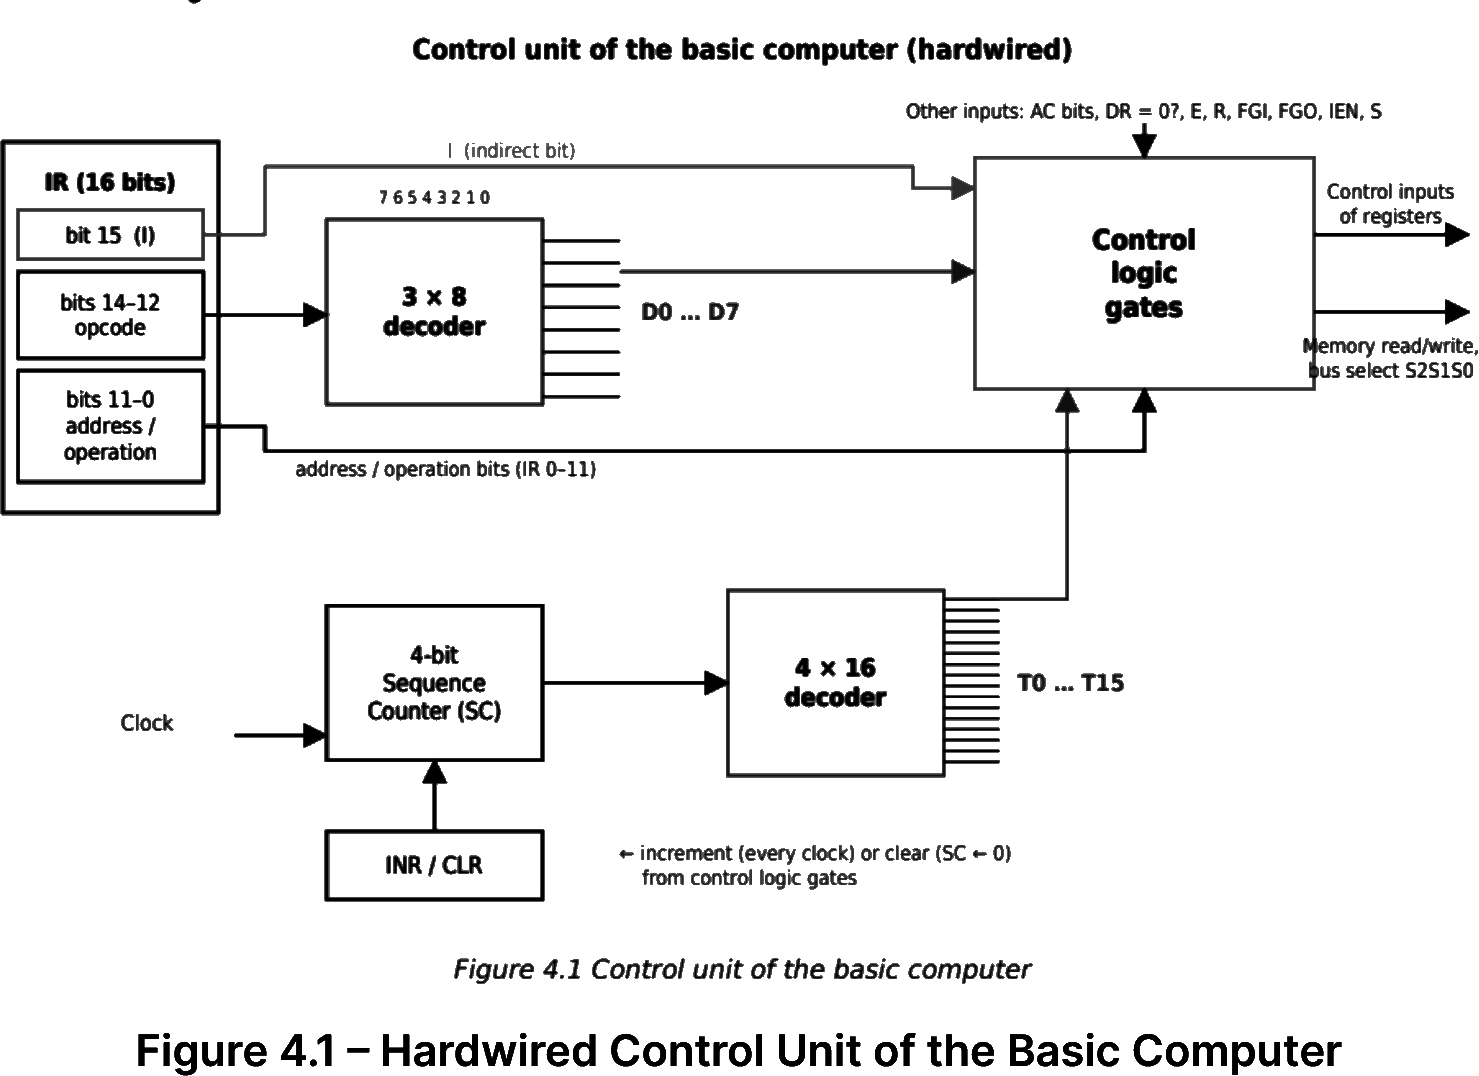 Control unit of the basic computer (hardwired)
Other inputs: AC bits, DR = 0?, E, R, FGI, FGO, IEN, S
I (indirect bit)
IR (16 bits)
7 6 5 4 3 2 1 0
bit 15 (I)
bits 14–12
opcode
bits 11–0
address /
operation
3 × 8
decoder
D0 ... D7
Control
logic
gates
Control inputs
of registers
Memory read/write,
bus select S2S1S0
address / operation bits (IR 0–11)
4-bit
Sequence
Counter (SC)
Clock
4 × 16
decoder
T0 ... T15
INR / CLR
← increment (every clock) or clear (SC ← 0)
from control logic gates
Figure 4.1 Control unit of the basic computer
Figure 4.1 – Hardwired Control Unit of the Basic Computer